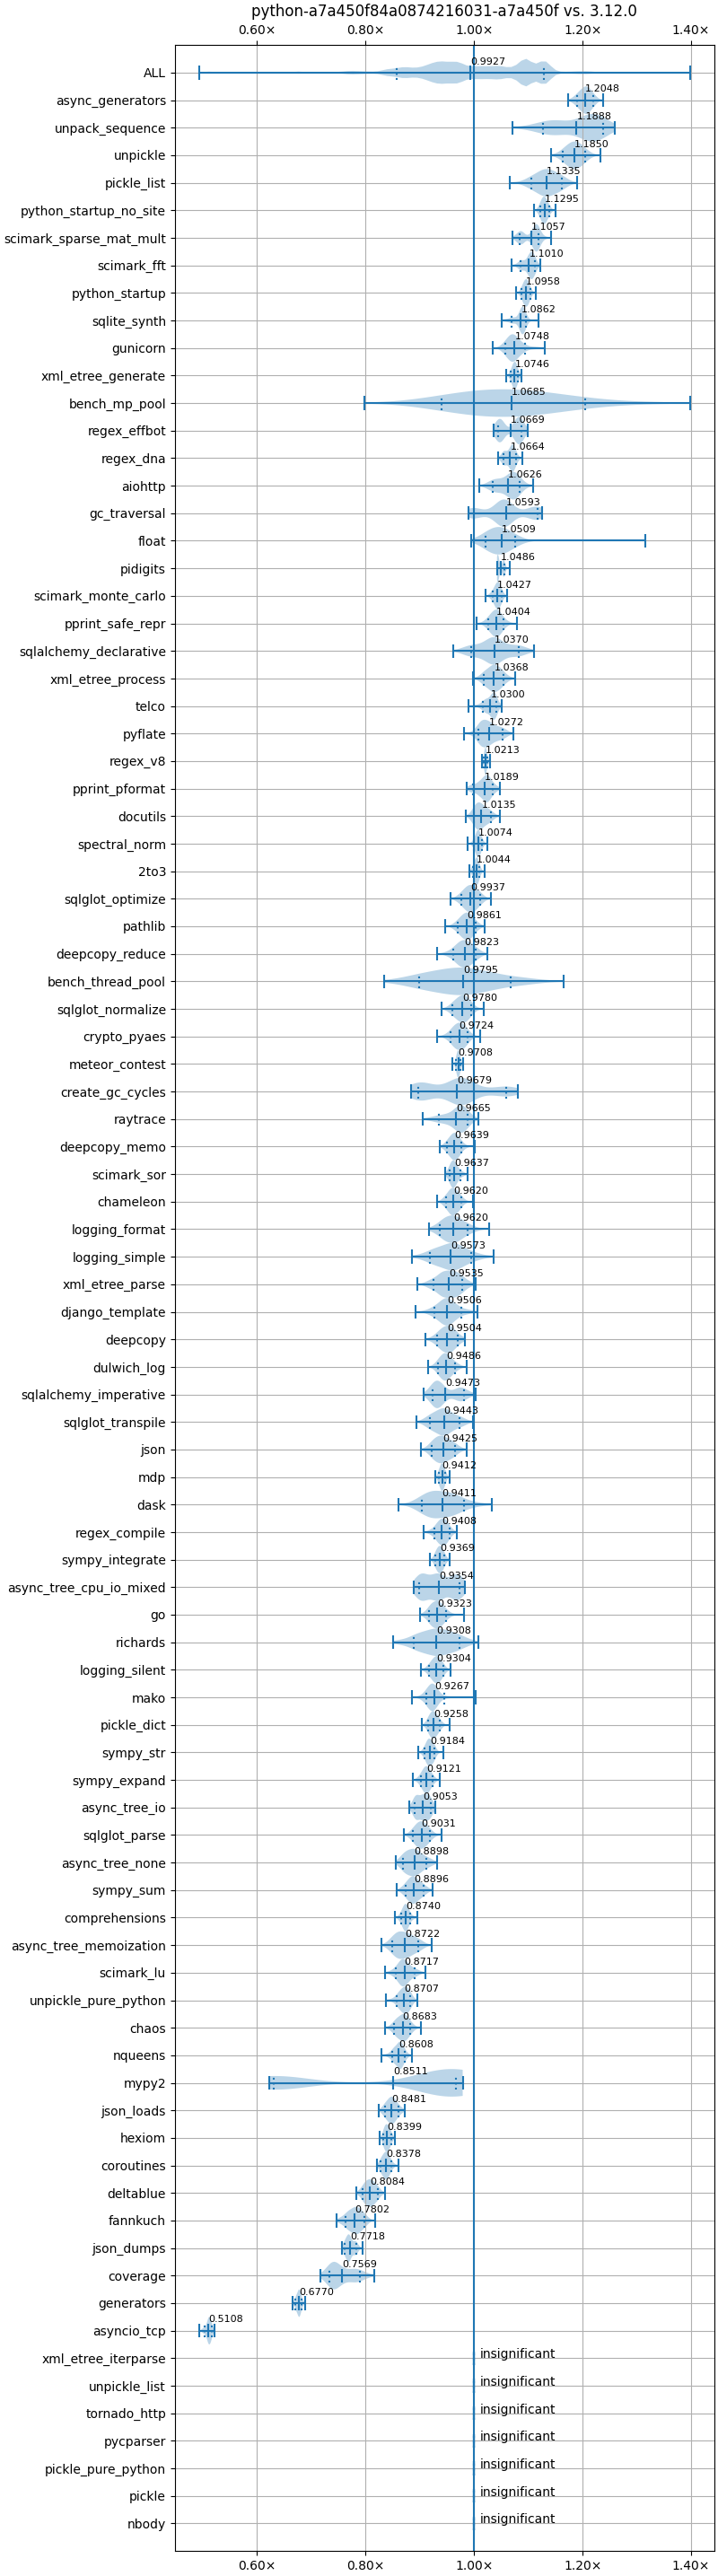 python-a7a450f84a0874216031-a7a450f vs. 3.12.0
0.60× 0.80× 1.00× 1.20× 1.40×
ALL 0.9927
async_generators 1.2048
unpack_sequence 1.1888
unpickle 1.1850
pickle_list 1.1335
python_startup_no_site 1.1295
scimark_sparse_mat_mult 1.1057
scimark_fft 1.1010
python_startup 1.0958
sqlite_synth 1.0862
gunicorn 1.0748
xml_etree_generate 1.0746
bench_mp_pool 1.0685
regex_effbot 1.0669
regex_dna 1.0664
aiohttp 1.0626
gc_traversal 1.0593
float 1.0509
pidigits 1.0486
scimark_monte_carlo 1.0427
pprint_safe_repr 1.0404
sqlalchemy_declarative 1.0370
xml_etree_process 1.0368
telco 1.0300
pyflate 1.0272
regex_v8 1.0213
pprint_pformat 1.0189
docutils 1.0135
spectral_norm 1.0074
2to3 1.0044
sqlglot_optimize 0.9937
pathlib 0.9861
deepcopy_reduce 0.9823
bench_thread_pool 0.9795
sqlglot_normalize 0.9780
crypto_pyaes 0.9724
meteor_contest 0.9708
create_gc_cycles 0.9679
raytrace 0.9665
deepcopy_memo 0.9639
scimark_sor 0.9637
chameleon 0.9620
logging_format 0.9620
logging_simple 0.9573
xml_etree_parse 0.9535
django_template 0.9506
deepcopy 0.9504
dulwich_log 0.9486
sqlalchemy_imperative 0.9473
sqlglot_transpile 0.9443
json 0.9425
mdp 0.9412
dask 0.9411
regex_compile 0.9408
sympy_integrate 0.9369
async_tree_cpu_io_mixed 0.9354
go 0.9323
richards 0.9308
logging_silent 0.9304
mako 0.9267
pickle_dict 0.9258
sympy_str 0.9184
sympy_expand 0.9121
async_tree_io 0.9053
sqlglot_parse 0.9031
async_tree_none 0.8898
sympy_sum 0.8896
comprehensions 0.8740
async_tree_memoization 0.8722
scimark_lu 0.8717
unpickle_pure_python 0.8707
chaos 0.8683
nqueens 0.8608
mypy2 0.8511
json_loads 0.8481
hexiom 0.8399
coroutines 0.8378
deltablue 0.8084
fannkuch 0.7802
json_dumps 0.7718
coverage 0.7569
generators 0.6770
asyncio_tcp 0.5108
xml_etree_iterparse insignificant
unpickle_list insignificant
tornado_http insignificant
pycparser insignificant
pickle_pure_python insignificant
pickle insignificant
nbody insignificant
0.60× 0.80× 1.00× 1.20× 1.40×